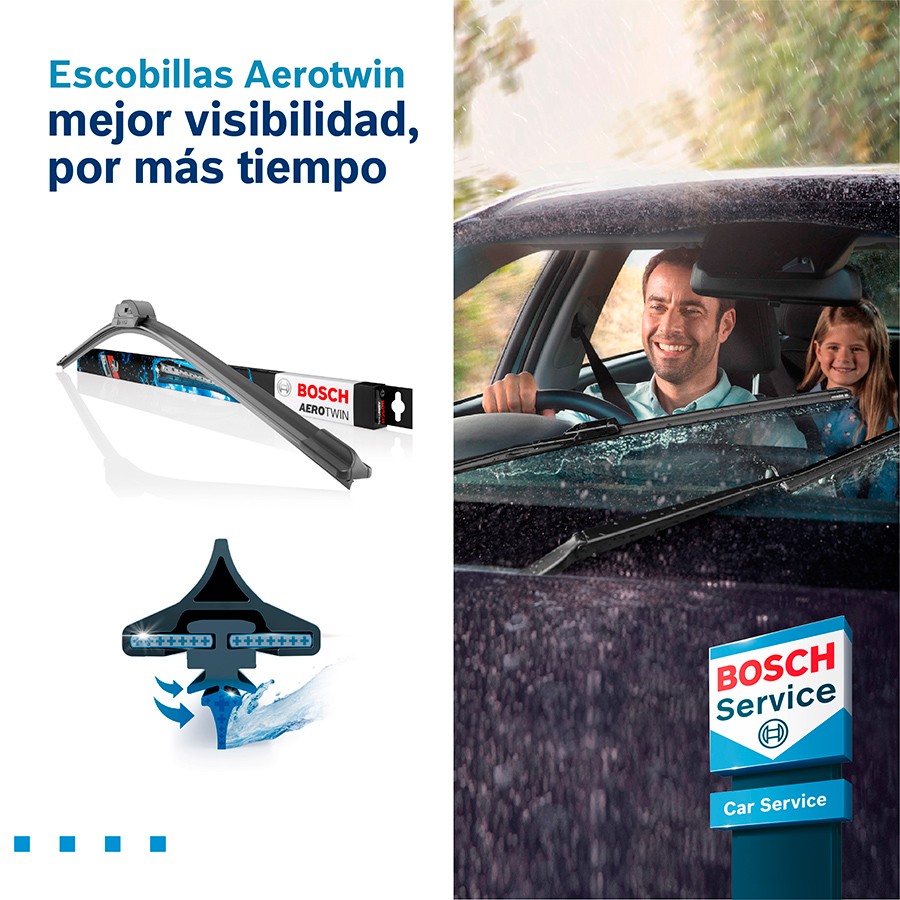 Escobillas Aerotwin
mejor visibilidad,
por más tiempo
BOSCH
AEROTWIN
BOSCH
Service
Car Service